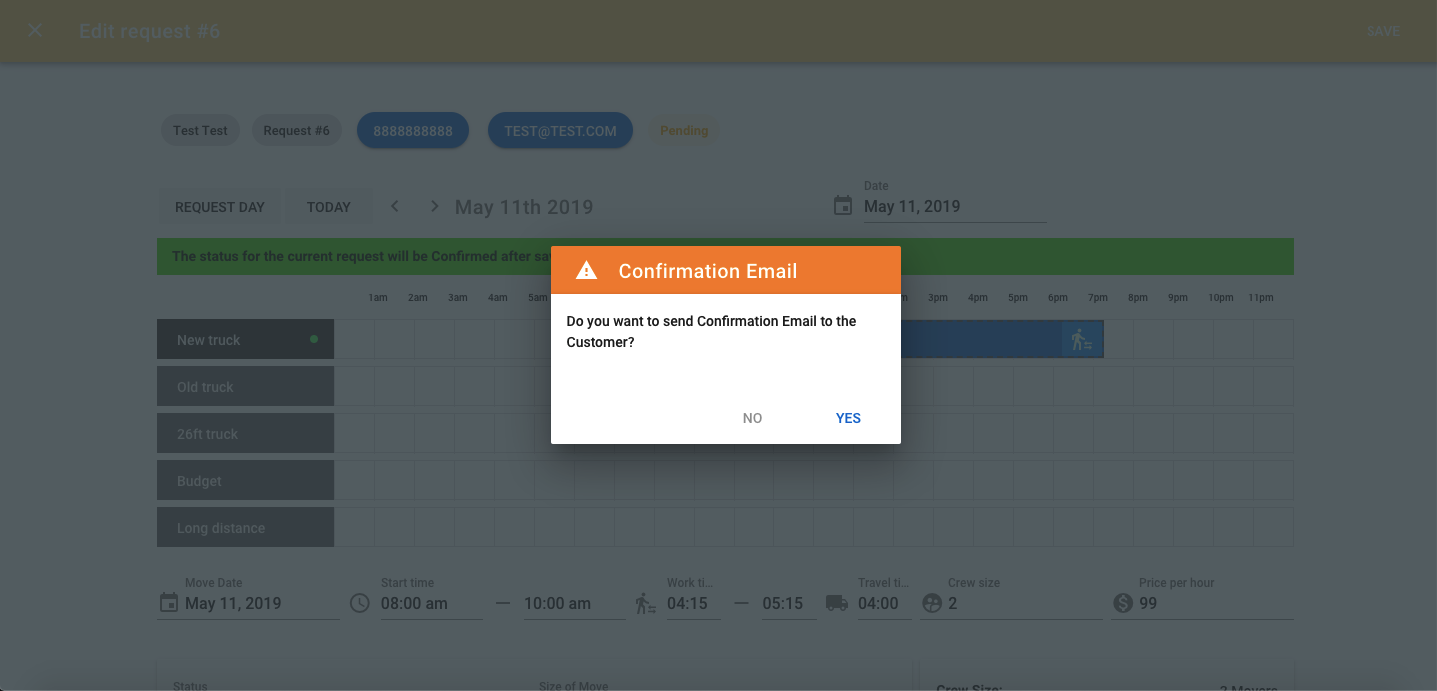 Edit request #6
SAVE
Test Test
Request #6
8888888888
TEST@TEST.COM
Pending
REQUEST DAY
TODAY
May 11th 2019
Date
May 11, 2019
The status for the current request will be Confirmed after
Confirmation Email
Do you want to send Confirmation Email to the
Customer?
NO
YES
1am 2am 3am 4am 5am 3pm 4pm 5pm 6pm 7pm 8pm 9pm 10pm 11pm
New truck
Old truck
26ft truck
Budget
Long distance
Move Date
May 11, 2019
Start time
08:00 am — 10:00 am
Work ti...
04:15 — 05:15
Travel ti...
04:00
Crew size
2
Price per hour
99
Status
Size of Move
Crew Size:
2 Movers